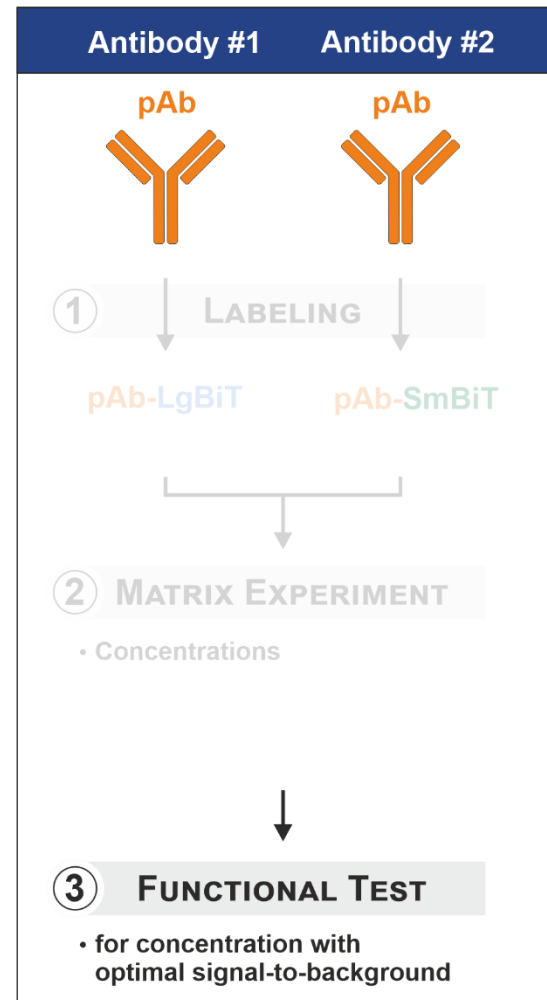 Antibody #1 Antibody #2
pAb pAb
① LABELING
pAb-LgBiT pAb-SmBiT
② MATRIX EXPERIMENT
• Concentrations
③ FUNCTIONAL TEST
• for concentration with
optimal signal-to-background